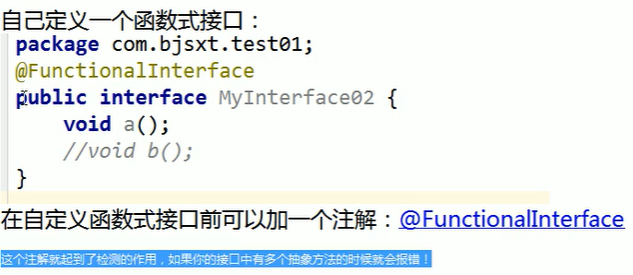 自己定义一个函数式接口：
package com.bjsxt.test01;
@FunctionalInterface
public interface MyInterface02 {
void a();
//void b();
}
在自定义函数式接口前可以加一个注解：@FunctionalInterface
这个注解就起到了检测的作用，如果你的接口中有多个抽象方法的时候就会报错！